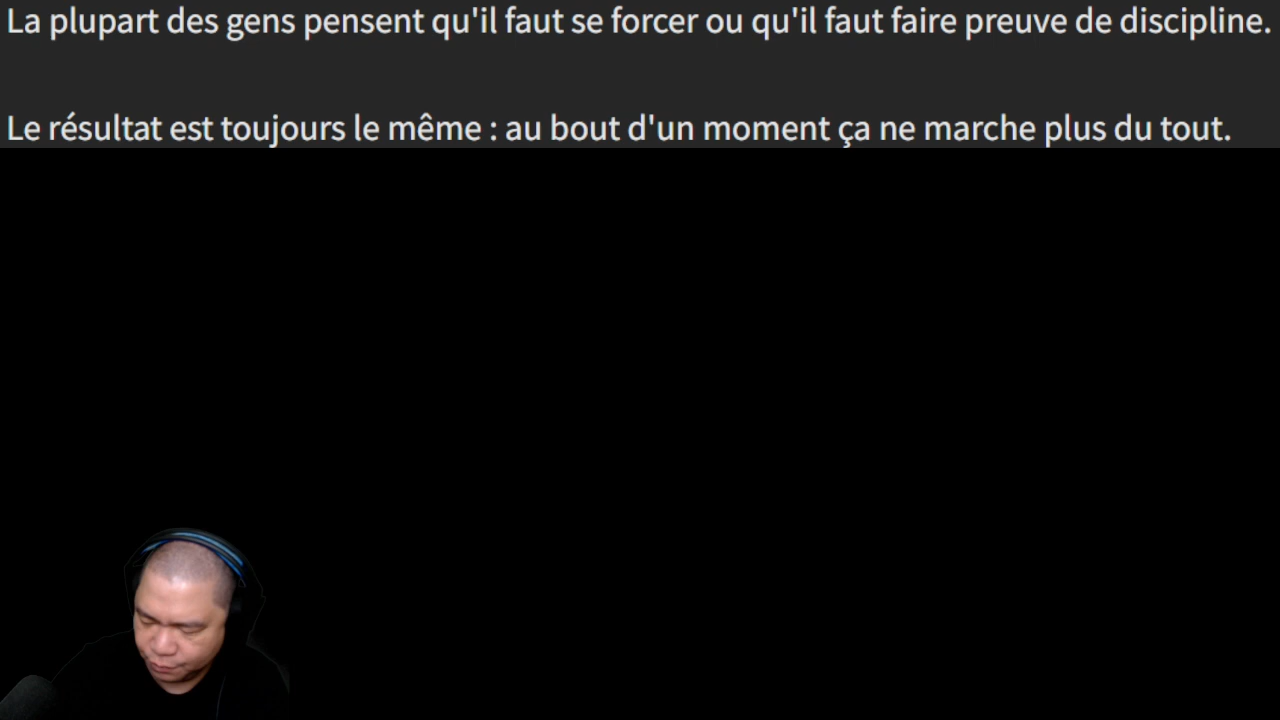 La plupart des gens pensent qu'il faut se forcer ou qu'il faut faire preuve de discipline.
Le résultat est toujours le même : au bout d'un moment ça ne marche plus du tout.